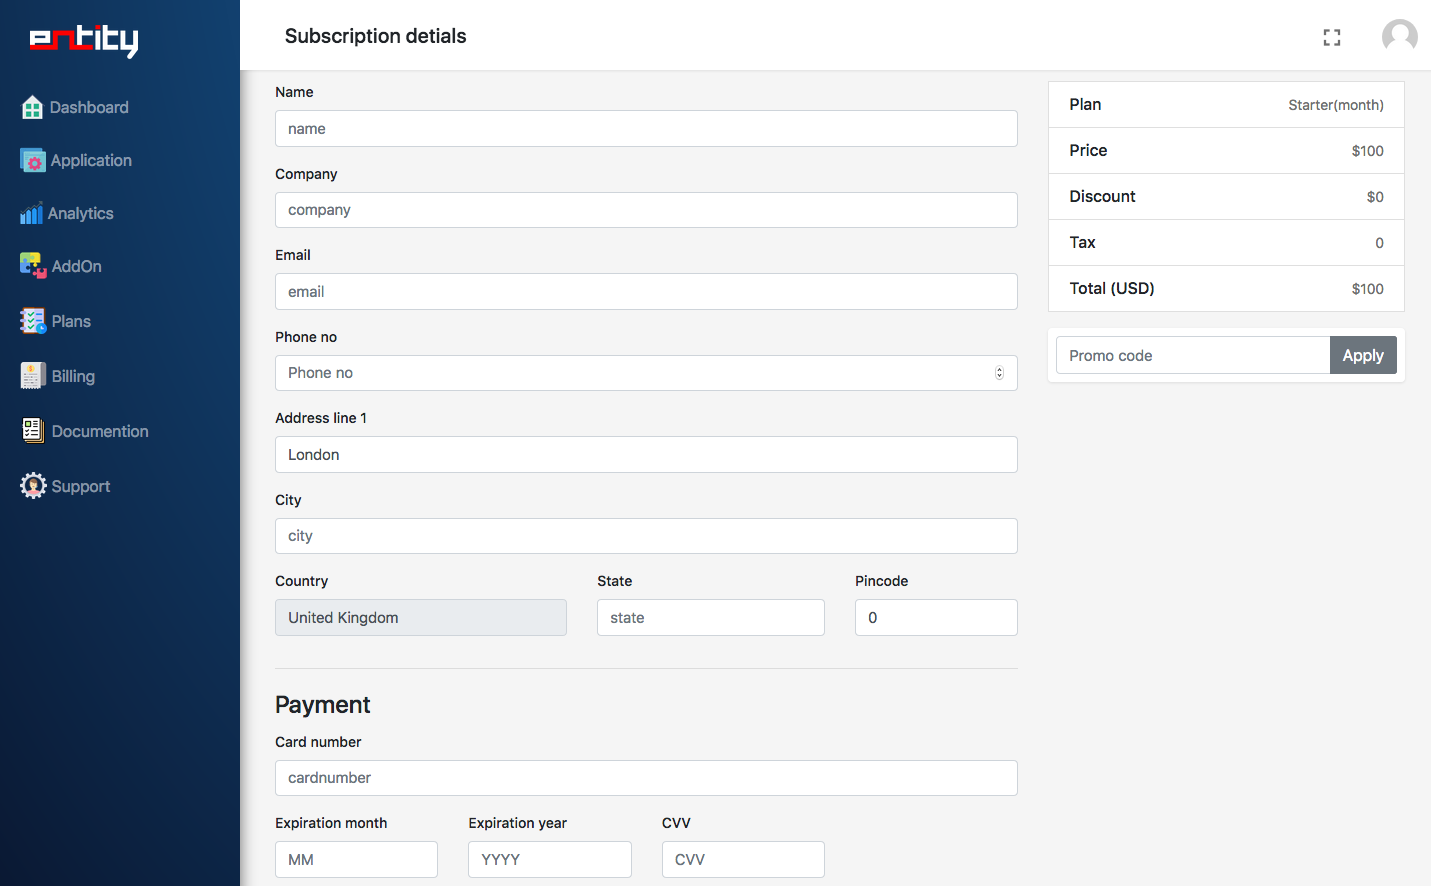 entity
Subscription detials
Dashboard
Application
Analytics
AddOn
Plans
Billing
Documention
Support
Name
name
Company
company
Email
email
Phone no
Phone no
Address line 1
London
City
city
Country
State
Pincode
United Kingdom
state
0
Payment
Card number
cardnumber
Expiration month
Expiration year
CVV
MM
YYYY
CVV
Plan
Starter(month)
Price
$100
Discount
$0
Tax
0
Total (USD)
$100
Promo code
Apply